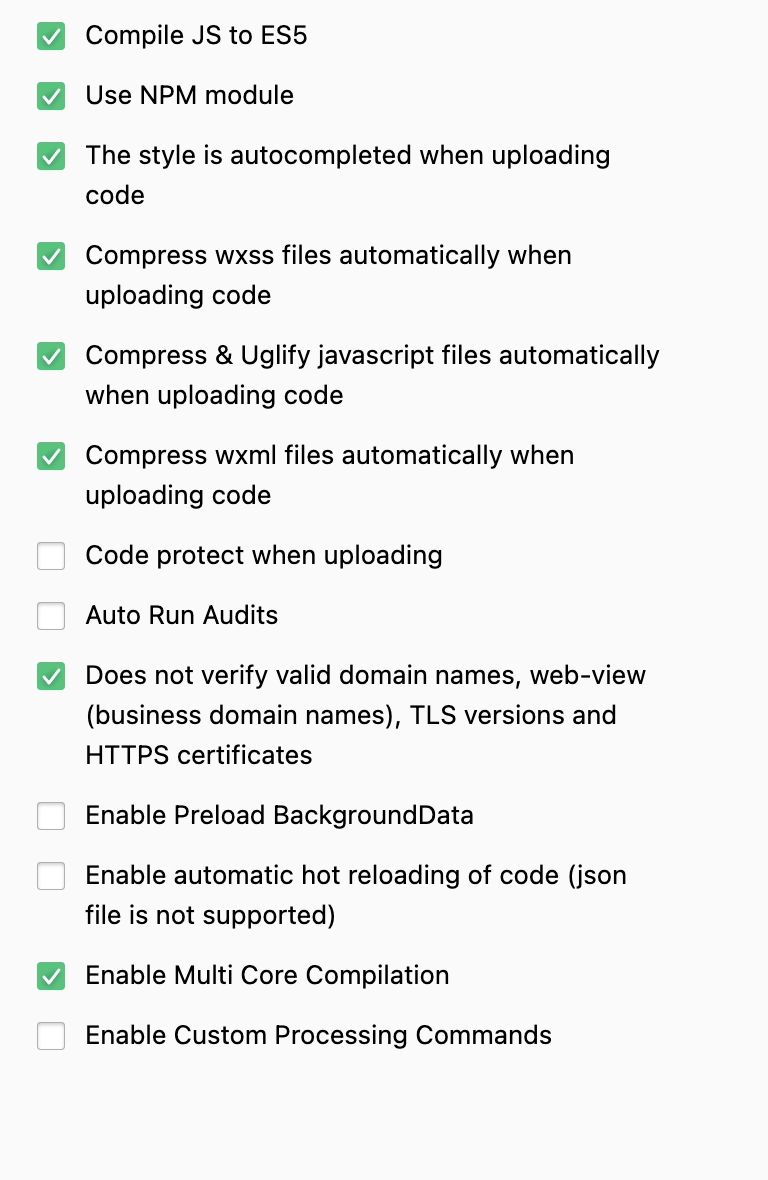 Compile JS to ES5
Use NPM module
The style is autocompleted when uploading
code
Compress wxss files automatically when
uploading code
Compress & Uglify javascript files automatically
when uploading code
Compress wxml files automatically when
uploading code
Code protect when uploading
Auto Run Audits
Does not verify valid domain names, web-view
(business domain names), TLS versions and
HTTPS certificates
Enable Preload BackgroundData
Enable automatic hot reloading of code (json
file is not supported)
Enable Multi Core Compilation
Enable Custom Processing Commands